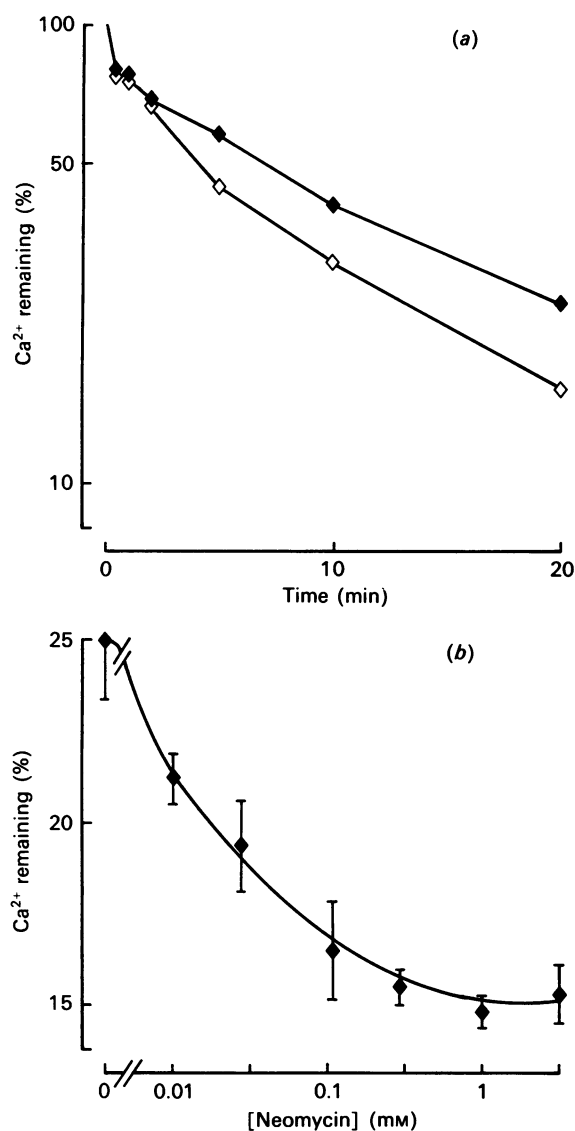 (a)
100
50
10
Ca²⁺ remaining (%)
0
10
20
Time (min)
(b)
25
20
15
Ca²⁺ remaining (%)
0
0.01
0.1
1
[Neomycin] (mM)